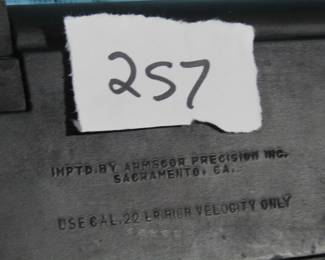 257
IMPTD. BY ARMSCOR PRECISION INC.
SACRAMENTO, CA.
USE CAL .22 LR HIGH VELOCITY ONLY